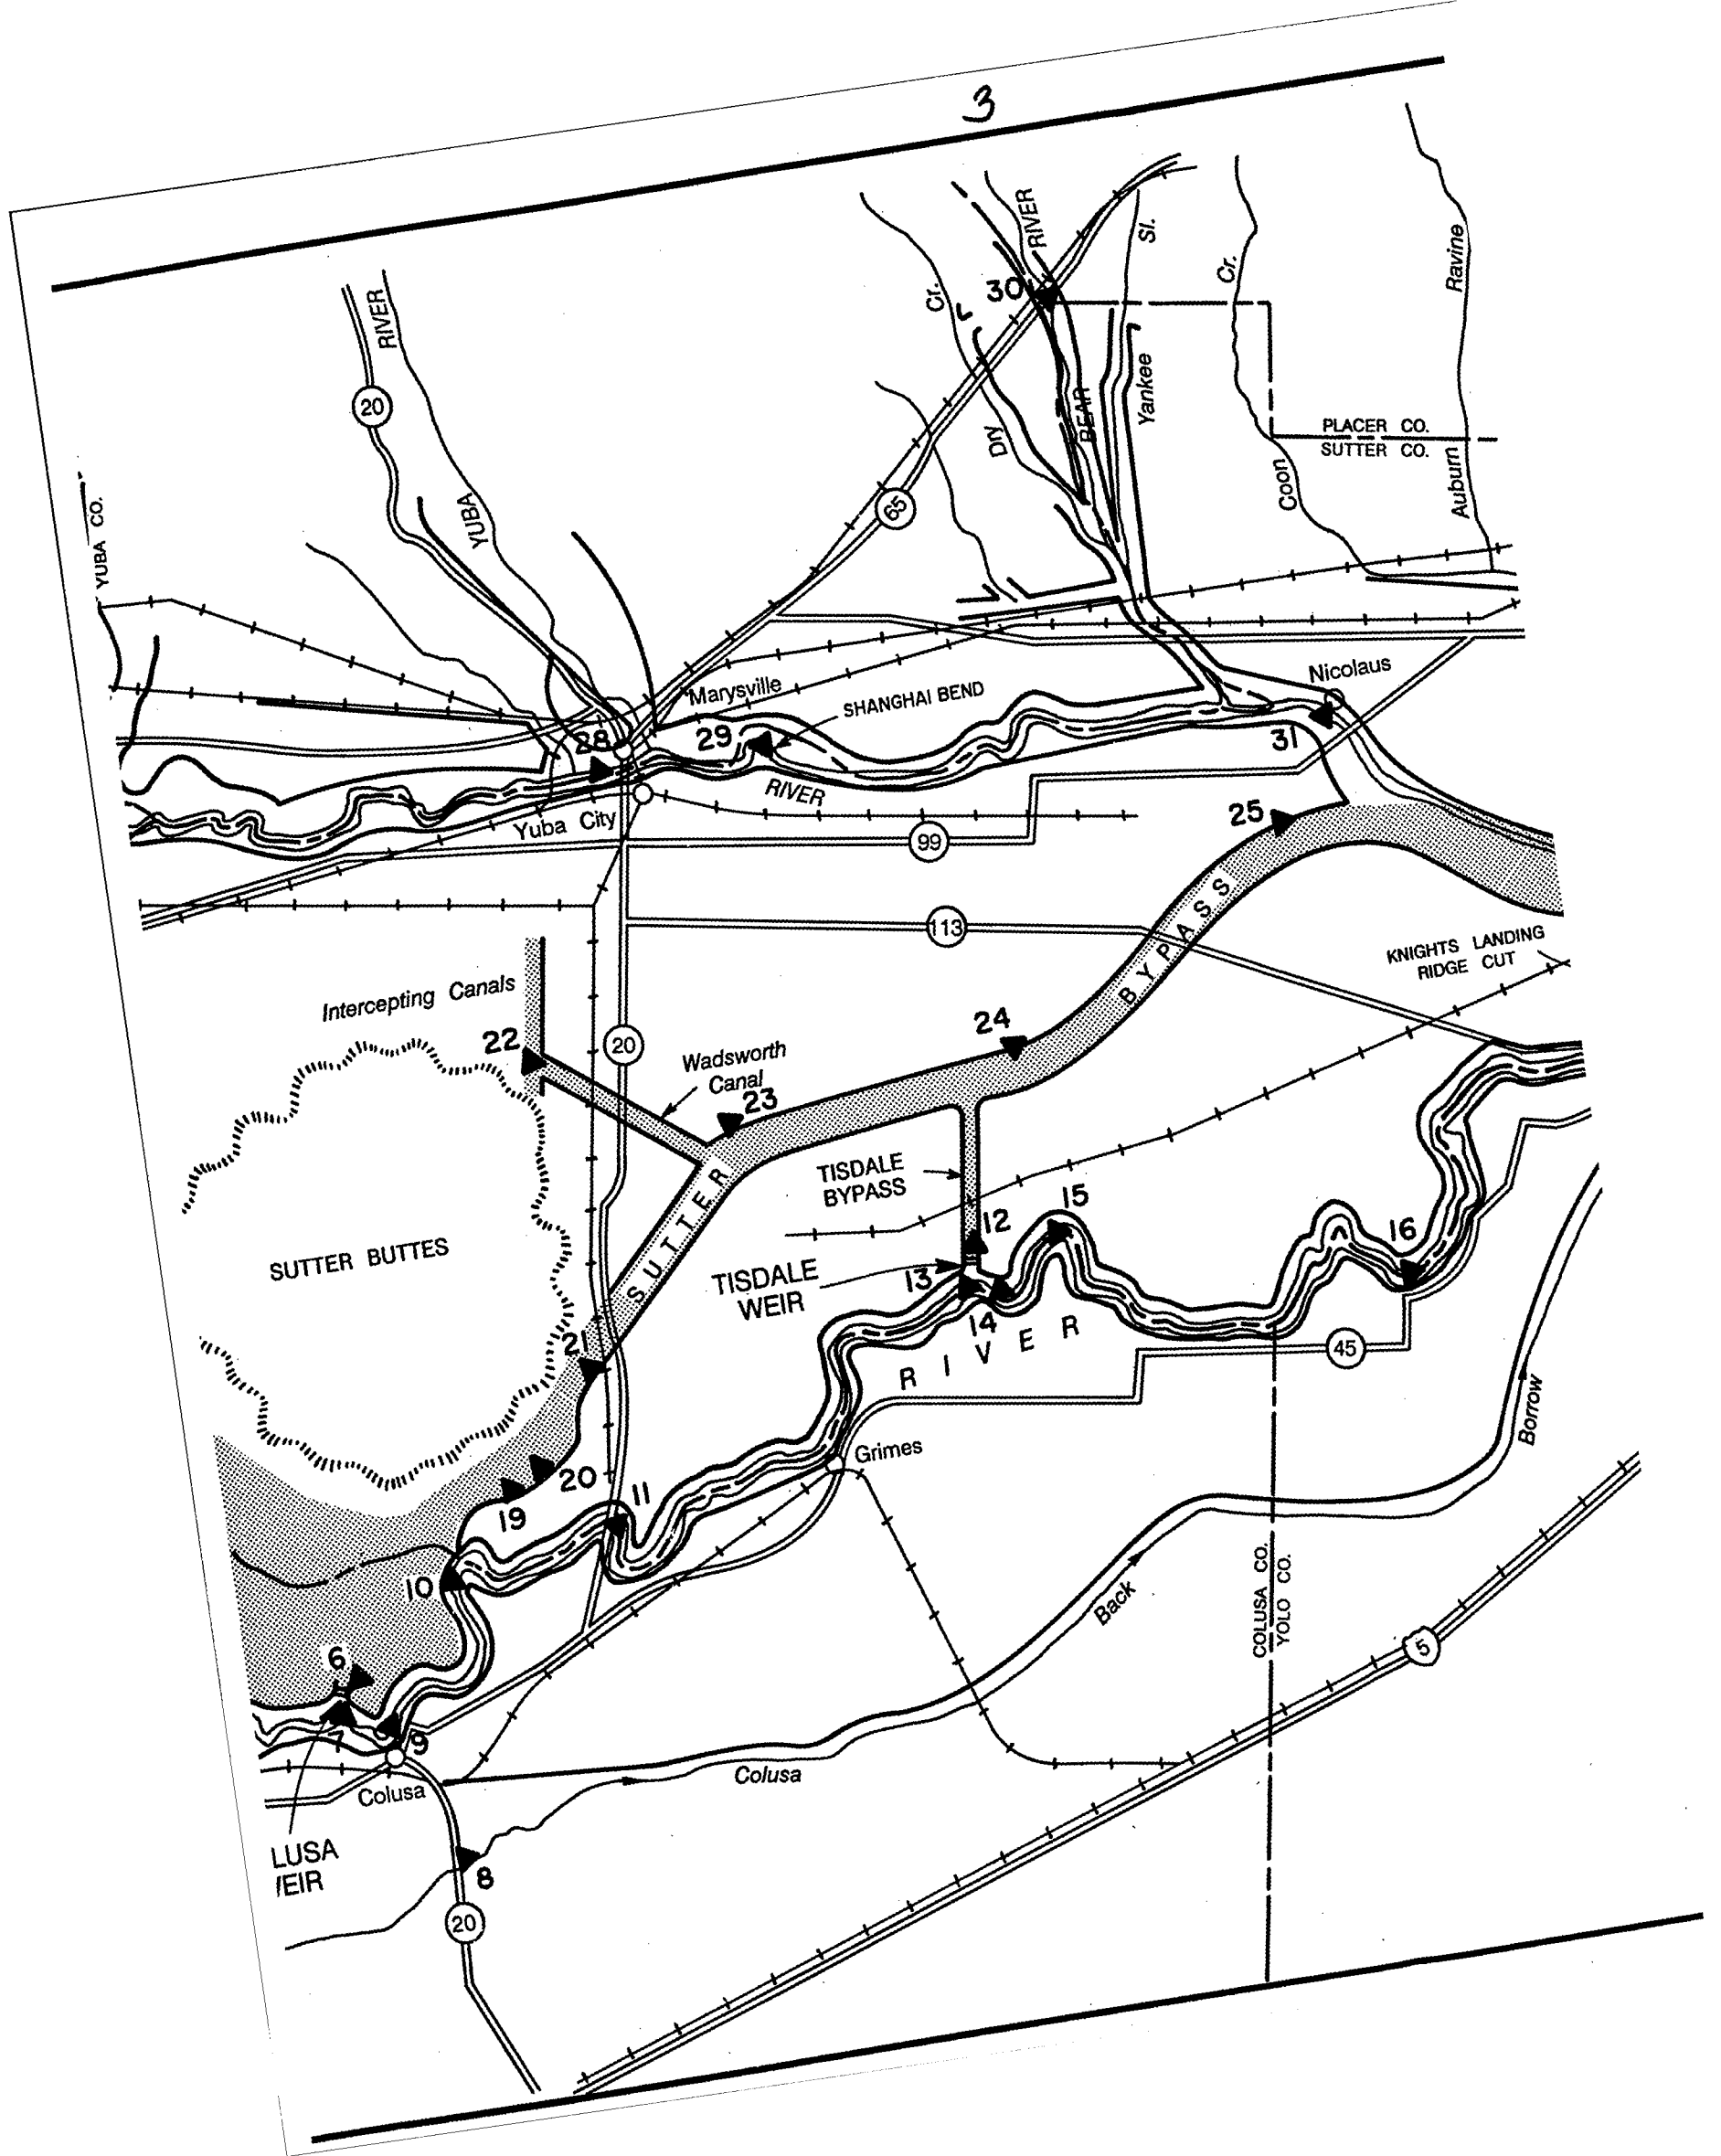 3
RIVER
20
YUBA
YUBA CO.
RIVER
30
Sl.
Cr.
Cr.
Ravine
Dry
BEAR
Yankee
65
PLACER CO.
SUTTER CO.
Coon
Auburn
Nicolaus
Marysville
SHANGHAI BEND
28
29
31
RIVER
Yuba City
99
25
113
BYPASS
KNIGHTS LANDING
RIDGE CUT
Intercepting Canals
22
20
Wadsworth
Canal
23
24
TISDALE
BYPASS
12
15
16
SUTTER BUTTES
SUTTER
TISDALE
WEIR
13
14
RIVER
21
45
Grimes
Borrow
20
19
11
10
COLUSA CO.
YOLO CO.
Back
5
6
7
9
Colusa
Colusa
LUSA
EIR
8
20